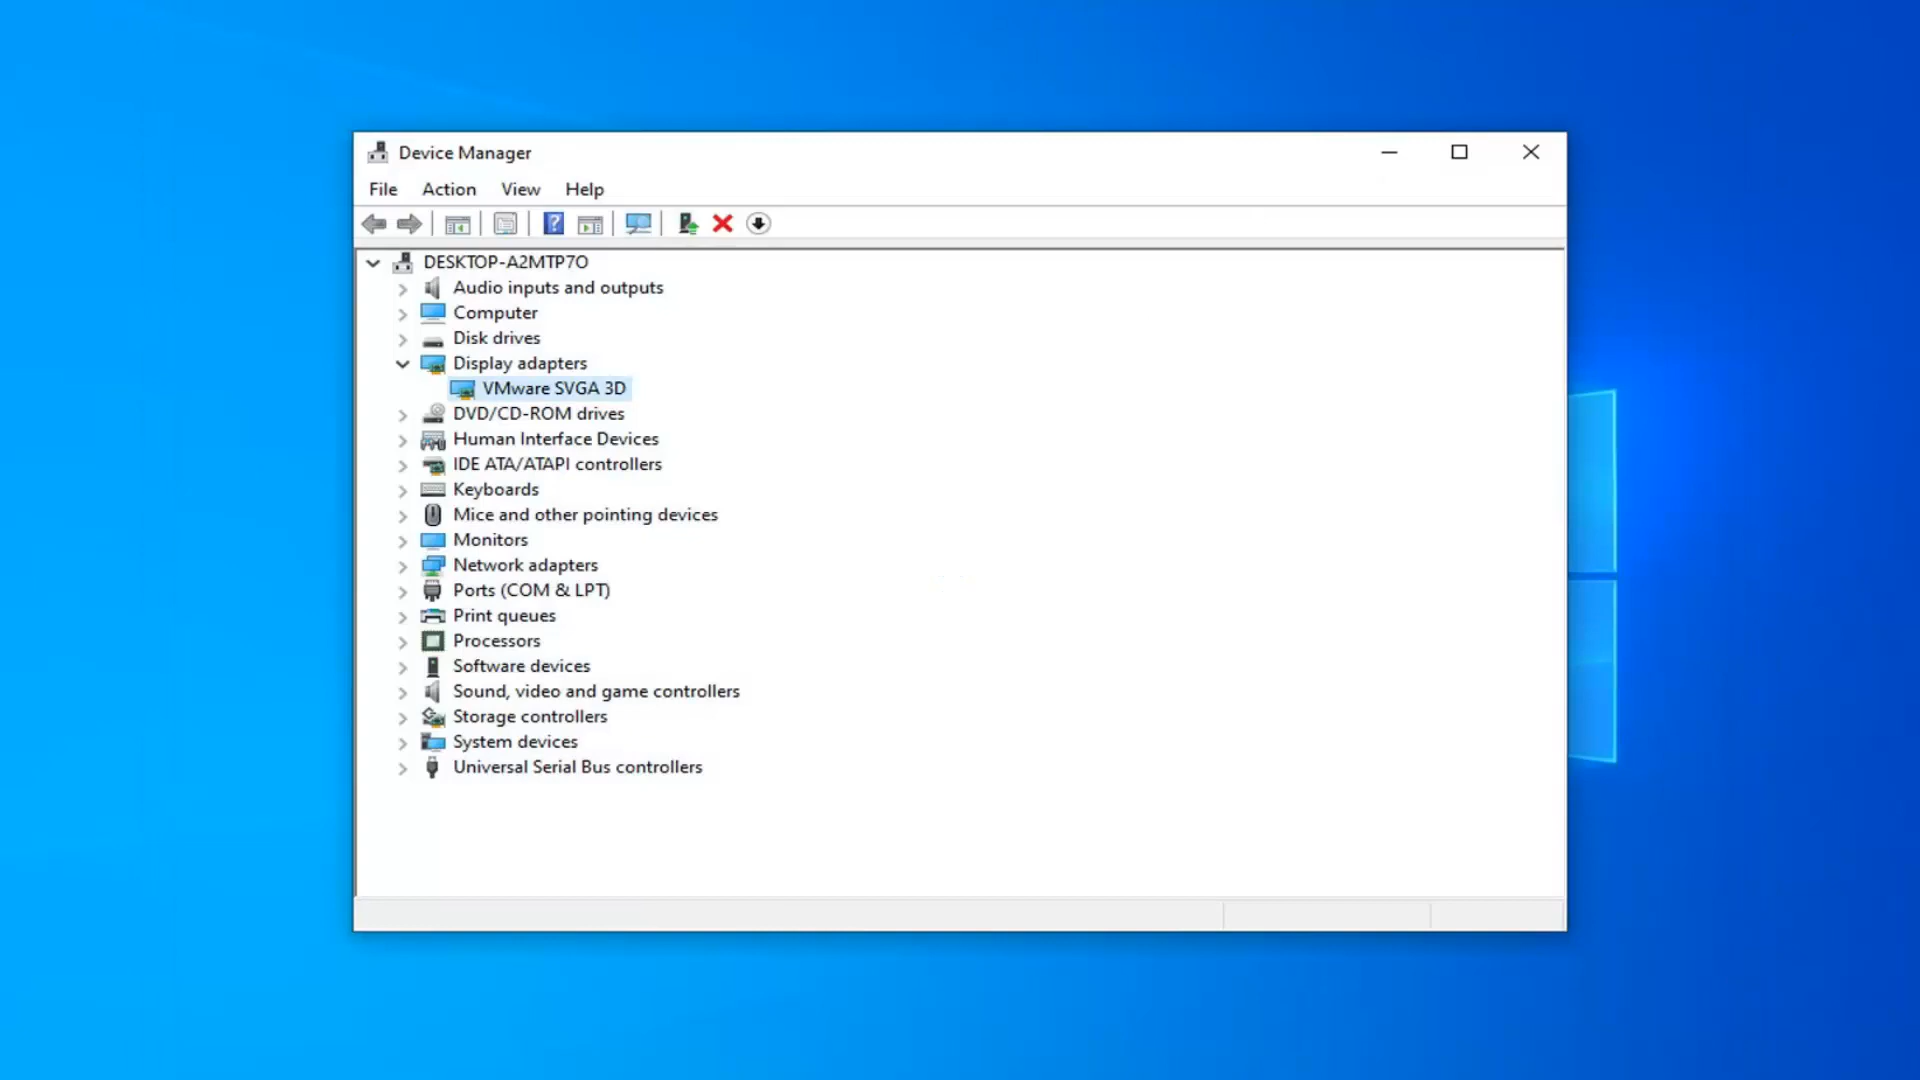 Device Manager
File Action View Help
DESKTOP-A2MTP7O
Audio inputs and outputs
Computer
Disk drives
Display adapters
VMware SVGA 3D
DVD/CD-ROM drives
Human Interface Devices
IDE ATA/ATAPI controllers
Keyboards
Mice and other pointing devices
Monitors
Network adapters
Ports (COM & LPT)
Print queues
Processors
Software devices
Sound, video and game controllers
Storage controllers
System devices
Universal Serial Bus controllers